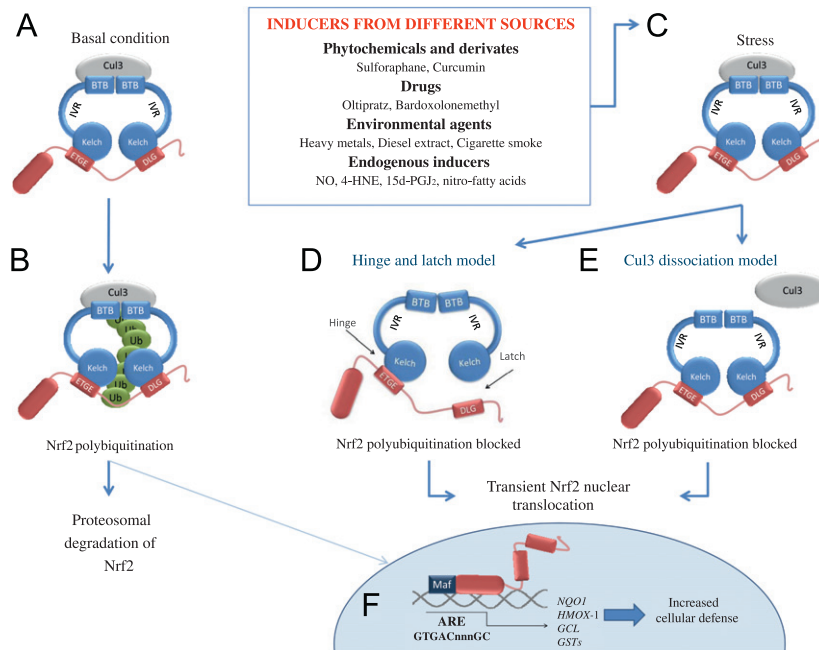 A
Basal condition
Cul3
BTB BTB
IVR IVR
Kelch Kelch
ETGE DLG
INDUCERS FROM DIFFERENT SOURCES
Phytochemicals and derivates
Sulforaphane, Curcumin
Drugs
Oltipratz, Bardoxolonemethyl
Environmental agents
Heavy metals, Diesel extract, Cigarette smoke
Endogenous inducers
NO, 4-HNE, 15d-PGJ₂, nitro-fatty acids
C
Stress
Cul3
BTB BTB
IVR IVR
Kelch Kelch
ETGE DLG
B
Cul3
BTB BTB
Ub
Ub
Kelch Kelch
Ub
Ub
ETGE DLG
Nrf2 polybiquitination
Proteosomal
degradation of
Nrf2
D
Hinge and latch model
BTB BTB
IVR IVR
Hinge
Kelch Kelch
Latch
ETGE
DLG
Nrf2 polyubiquitination blocked
E
Cul3 dissociation model
Cul3
BTB BTB
IVR IVR
Kelch Kelch
ETGE DLG
Nrf2 polyubiquitination blocked
Transient Nrf2 nuclear
translocation
F
Maf
ARE
GTGACnnnGC
NQO1
HMOX-1
GCL
GSTs
Increased
cellular defense